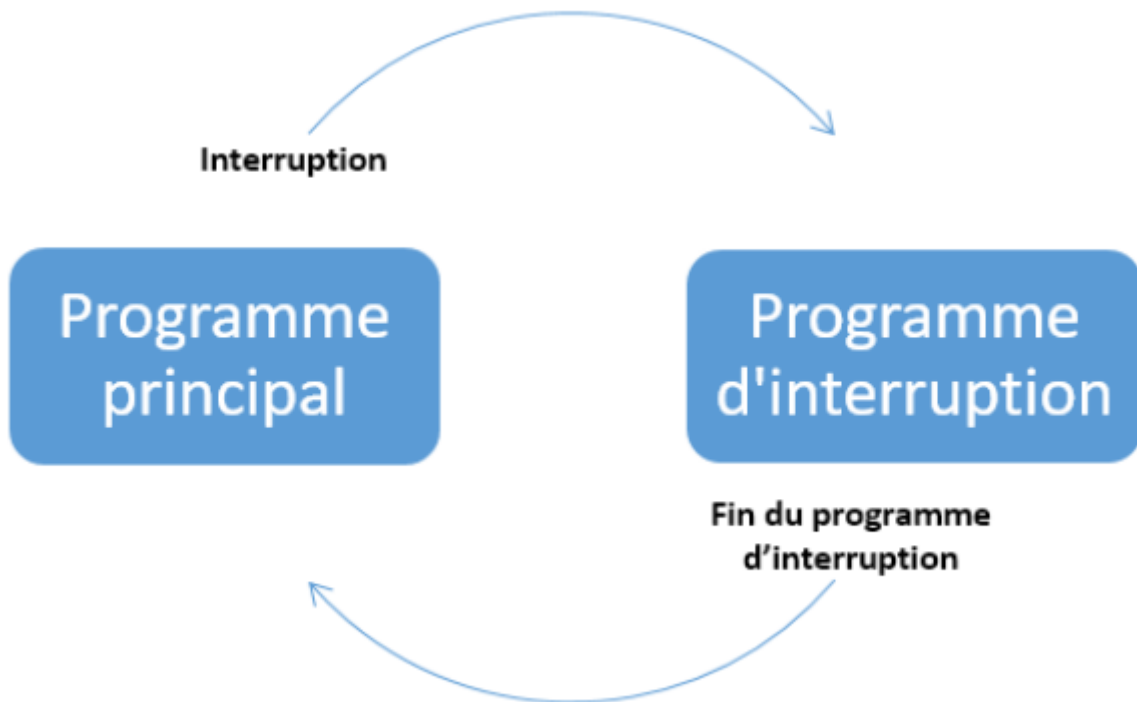 Interruption
Programme
principal
Programme
d'interruption
Fin du programme
d’interruption